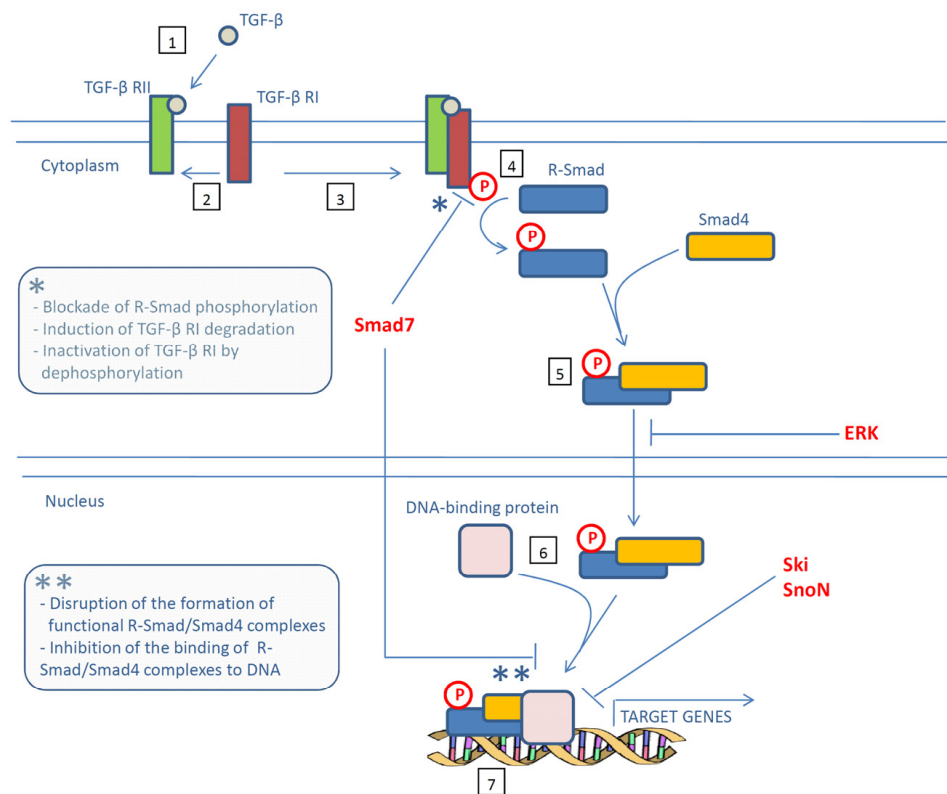 1
TGF-β
TGF-β RII
TGF-β RI
Cytoplasm
2
3
4
P
R-Smad
*
P
Smad4
*
- Blockade of R-Smad phosphorylation
- Induction of TGF-β RI degradation
- Inactivation of TGF-β RI by
dephosphorylation
Smad7
5
P
ERK
Nucleus
DNA-binding protein
6
P
Ski
SnoN
**
- Disruption of the formation of
functional R-Smad/Smad4 complexes
- Inhibition of the binding of R-
Smad/Smad4 complexes to DNA
**
P
TARGET GENES
7